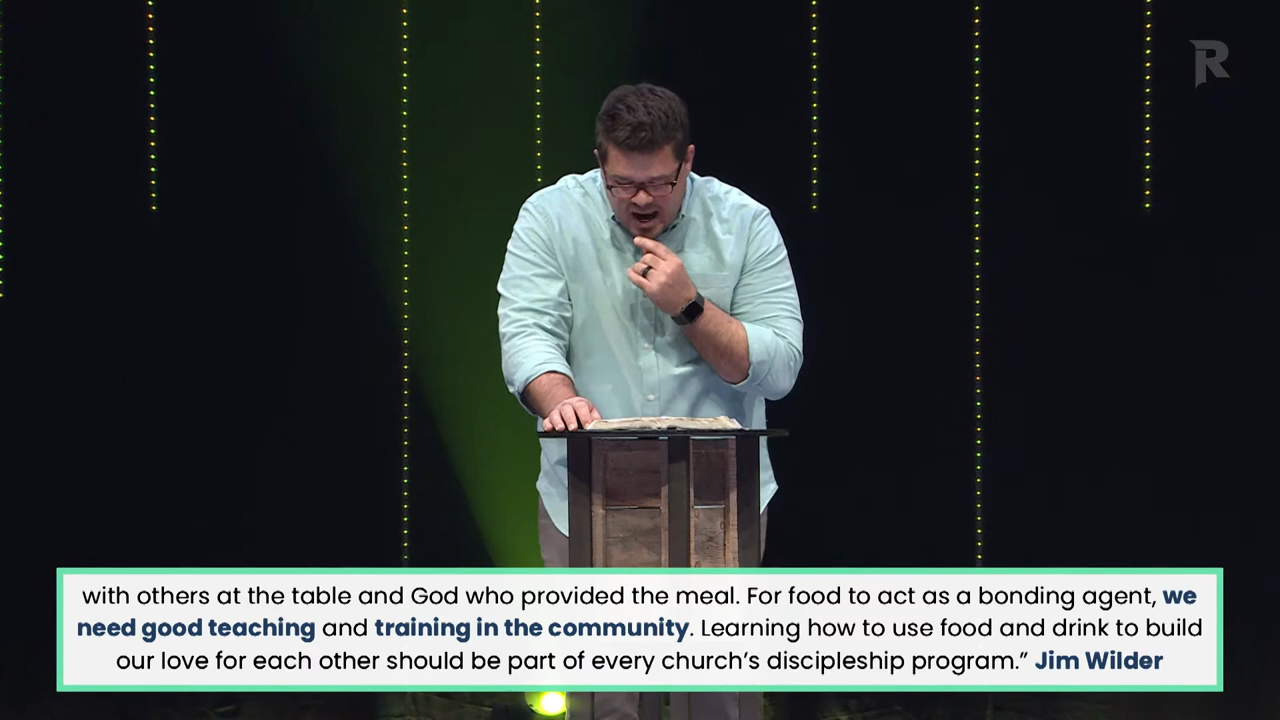 R
with others at the table and God who provided the meal. For food to act as a bonding agent, we
need good teaching and training in the community. Learning how to use food and drink to build
our love for each other should be part of every church’s discipleship program.” Jim Wilder